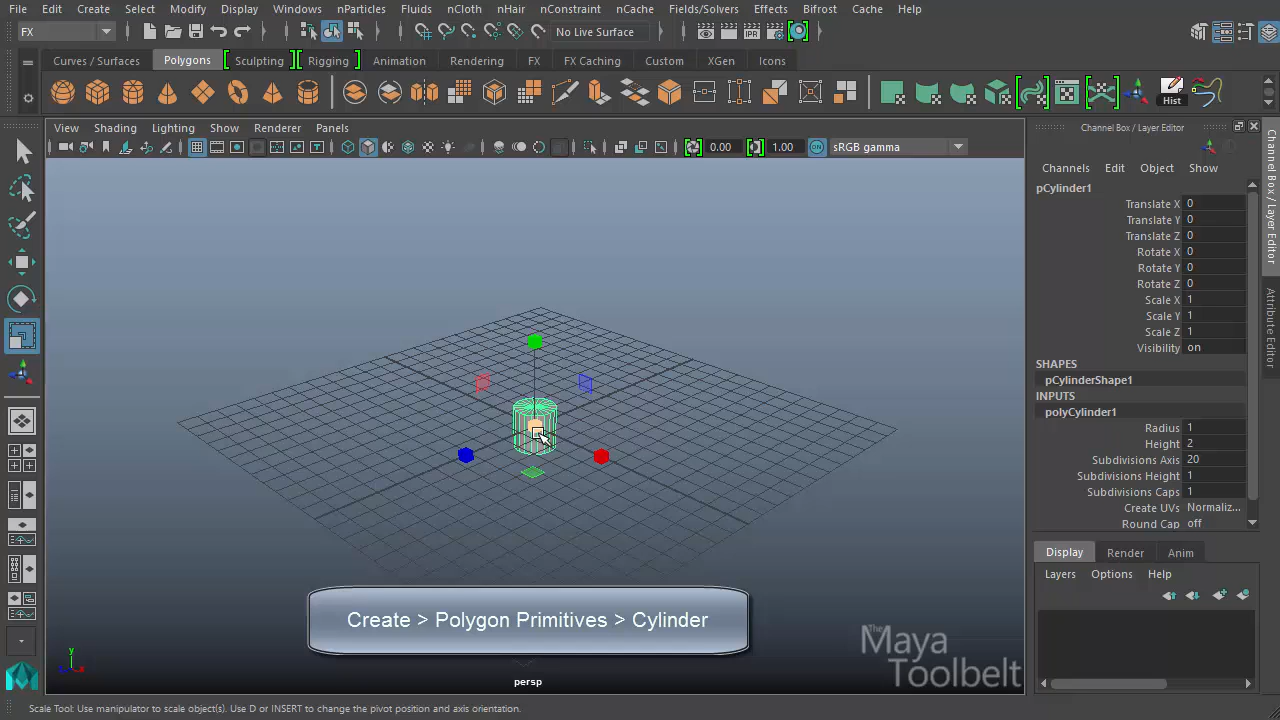 File Edit Create Select Modify Display Windows nParticles Fluids nCloth nHair nConstraint nCache Fields/Solvers Effects Bifrost Cache Help
FX No Live Surface IPR
Curves / Surfaces Polygons Sculpting Rigging Animation Rendering FX FX Caching Custom XGen Icons
Hist
View Shading Lighting Show Renderer Panels
0.00 1.00 ON sRGB gamma
Channel Box / Layer Editor
Channels Edit Object Show
pCylinder1
Translate X 0
Translate Y 0
Translate Z 0
Rotate X 0
Rotate Y 0
Rotate Z 0
Scale X 1
Scale Y 1
Scale Z 1
Visibility on
SHAPES
pCylinderShape1
INPUTS
polyCylinder1
Radius 1
Height 2
Subdivisions Axis 20
Subdivisions Height 1
Subdivisions Caps 1
Create UVs Normaliz...
Round Cap off
Display Render Anim
Layers Options Help
Channel Box / Layer Editor
Attribute Editor
Create > Polygon Primitives > Cylinder
The
Maya
Toolbelt
y
x
z
persp
Scale Tool: Use manipulator to scale object(s). Use D or INSERT to change the pivot position and axis orientation.